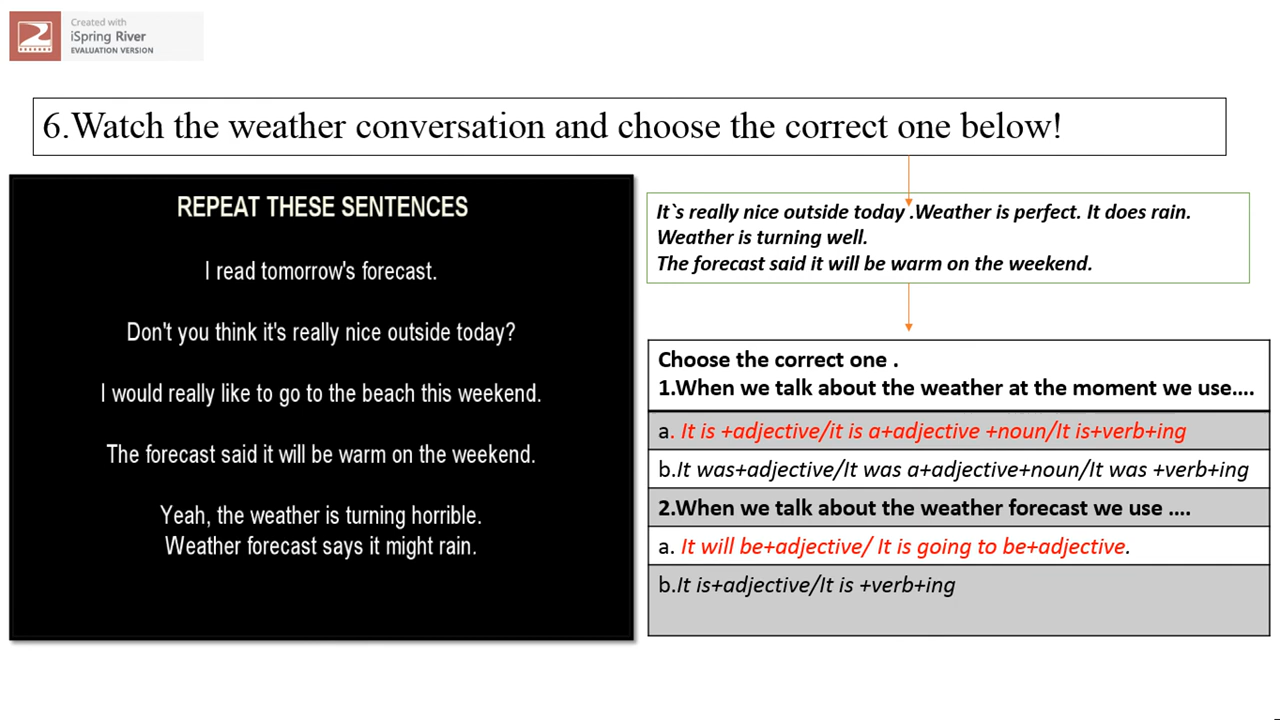 Created with
iSpring River
EVALUATION VERSION
6.Watch the weather conversation and choose the correct one below!
REPEAT THESE SENTENCES
I read tomorrow's forecast.
Don't you think it's really nice outside today?
I would really like to go to the beach this weekend.
The forecast said it will be warm on the weekend.
Yeah, the weather is turning horrible.
Weather forecast says it might rain.
It`s really nice outside today .Weather is perfect. It does rain.
Weather is turning well.
The forecast said it will be warm on the weekend.
Choose the correct one .
1.When we talk about the weather at the moment we use....
a. It is +adjective/it is a+adjective +noun/It is+verb+ing
b.It was+adjective/It was a+adjective+noun/It was +verb+ing
2.When we talk about the weather forecast we use ....
a. It will be+adjective/ It is going to be+adjective.
b.It is+adjective/It is +verb+ing